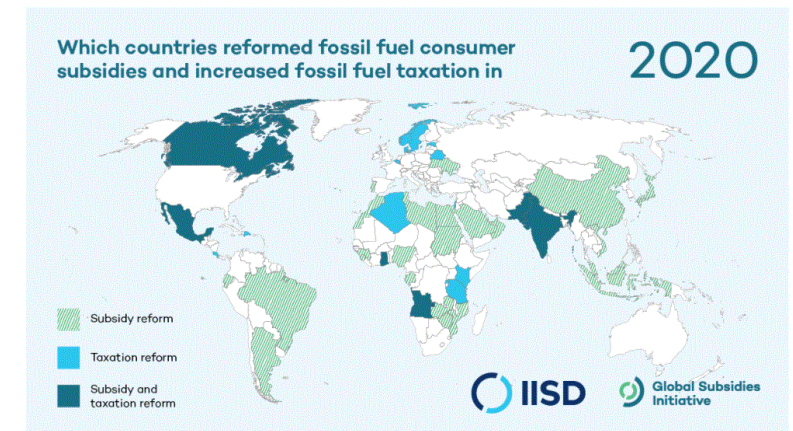 Which countries reformed fossil fuel consumer
subsidies and increased fossil fuel taxation in
2020
Subsidy reform
Taxation reform
Subsidy and
taxation reform
IISD
Global Subsidies
Initiative